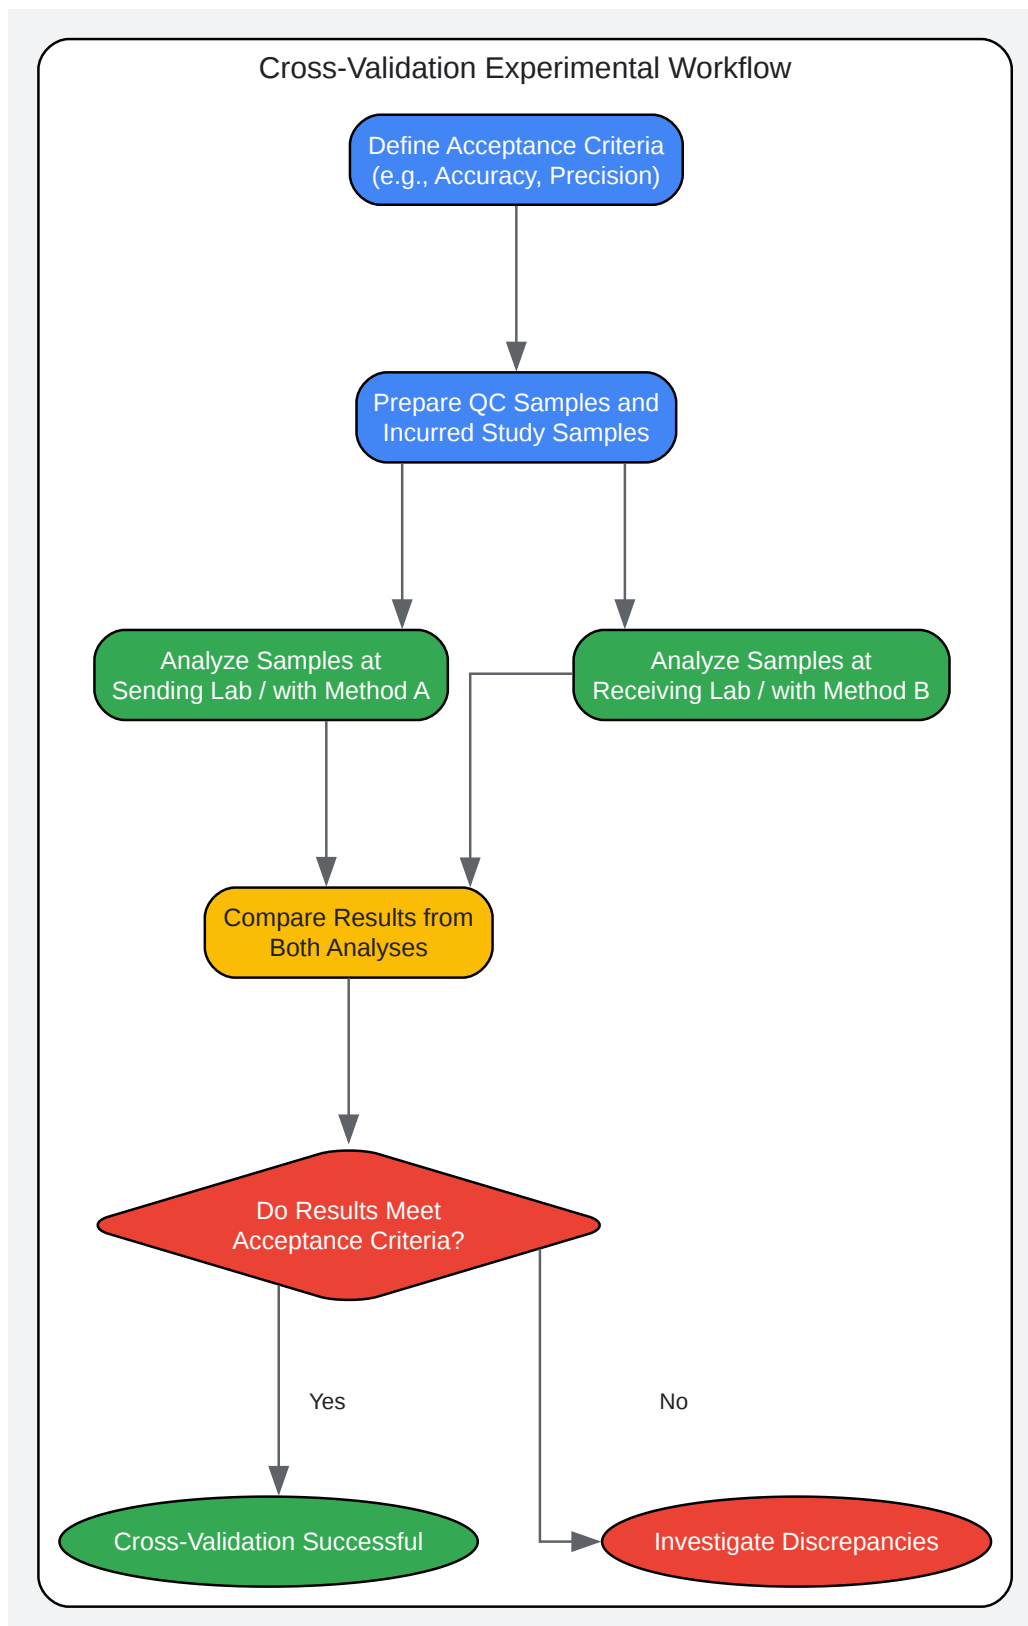 Cross-Validation Experimental Workflow
Define Acceptance Criteria
(e.g., Accuracy, Precision)
Prepare QC Samples and
Incurred Study Samples
Analyze Samples at
Sending Lab / with Method A
Analyze Samples at
Receiving Lab / with Method B
Compare Results from
Both Analyses
Do Results Meet
Acceptance Criteria?
Yes
No
Cross-Validation Successful
Investigate Discrepancies